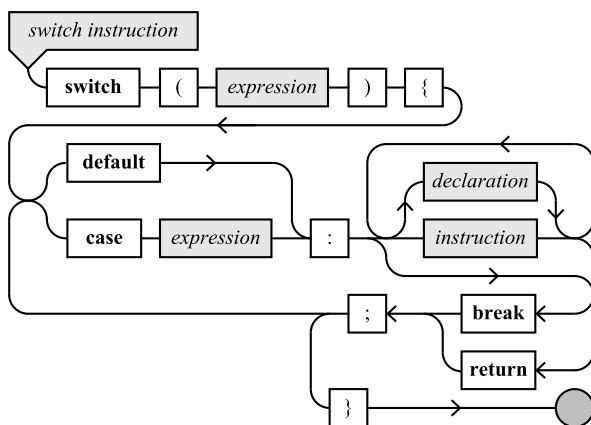 switch instruction
switch ( expression ) {
default
declaration
case expression : instruction
; break
return
}